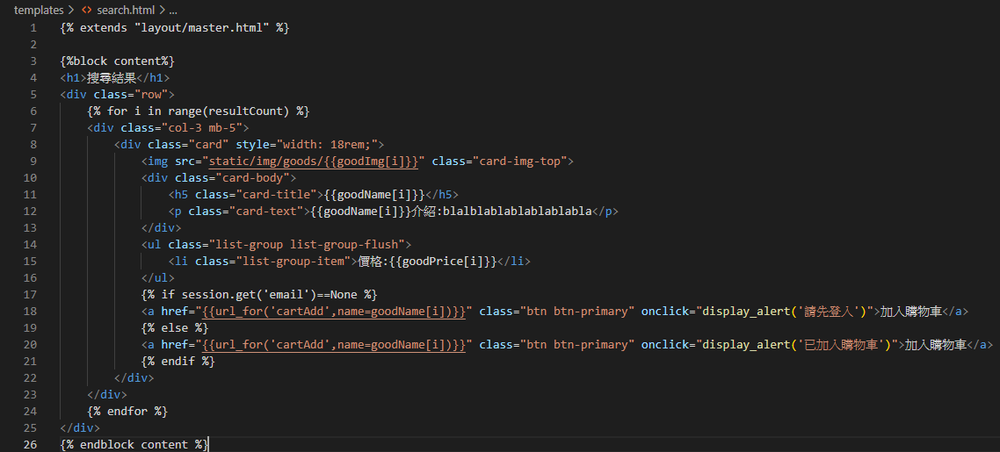 templates > <> search.html > ...
1 {% extends "layout/master.html" %}
2
3 {%block content%}
4 <h1>搜尋結果</h1>
5 <div class="row">
6 {% for i in range(resultCount) %}
7 <div class="col-3 mb-5">
8 <div class="card" style="width: 18rem;">
9 <img src="static/img/goods/{{goodImg[i]}}" class="card-img-top">
10 <div class="card-body">
11 <h5 class="card-title">{{goodName[i]}}</h5>
12 <p class="card-text">{{goodName[i]}}介紹:blalblablablablablabla</p>
13 </div>
14 <ul class="list-group list-group-flush">
15 <li class="list-group-item">價格:{{goodPrice[i]}}</li>
16 </ul>
17 {% if session.get('email')==None %}
18 <a href="{{url_for('cartAdd',name=goodName[i])}}" class="btn btn-primary" onclick="display_alert('請先登入')">加入購物車</a>
19 {% else %}
20 <a href="{{url_for('cartAdd',name=goodName[i])}}" class="btn btn-primary" onclick="display_alert('已加入購物車')">加入購物車</a>
21 {% endif %}
22 </div>
23 </div>
24 {% endfor %}
25 </div>
26 {% endblock content %}